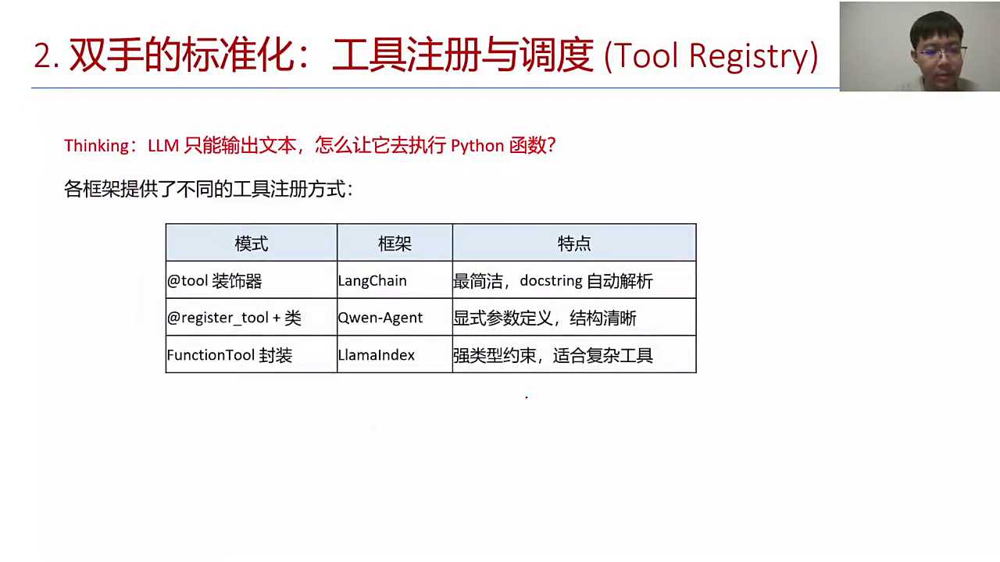 2. 双手的标准化：工具注册与调度 (Tool Registry)
Thinking：LLM 只能输出文本，怎么让它去执行 Python 函数？
各框架提供了不同的工具注册方式：
模式 框架 特点
@tool 装饰器 LangChain 最简洁，docstring 自动解析
@register_tool + 类 Qwen-Agent 显式参数定义，结构清晰
FunctionTool 封装 LlamaIndex 强类型约束，适合复杂工具